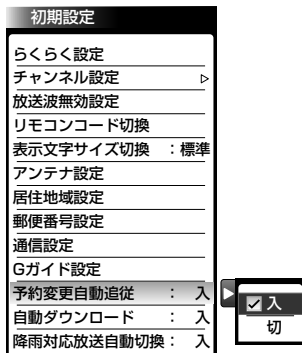 初期設定
らくらく設定
チャンネル設定
放送波無効設定
リモコンコード切換
表示文字サイズ切換 ：標準
アンテナ設定
居住地域設定
郵便番号設定
通信設定
Gガイド設定
予約変更自動追従 ： 入
自動ダウンロード ： 入
降雨対応放送自動切換： 入
入
切